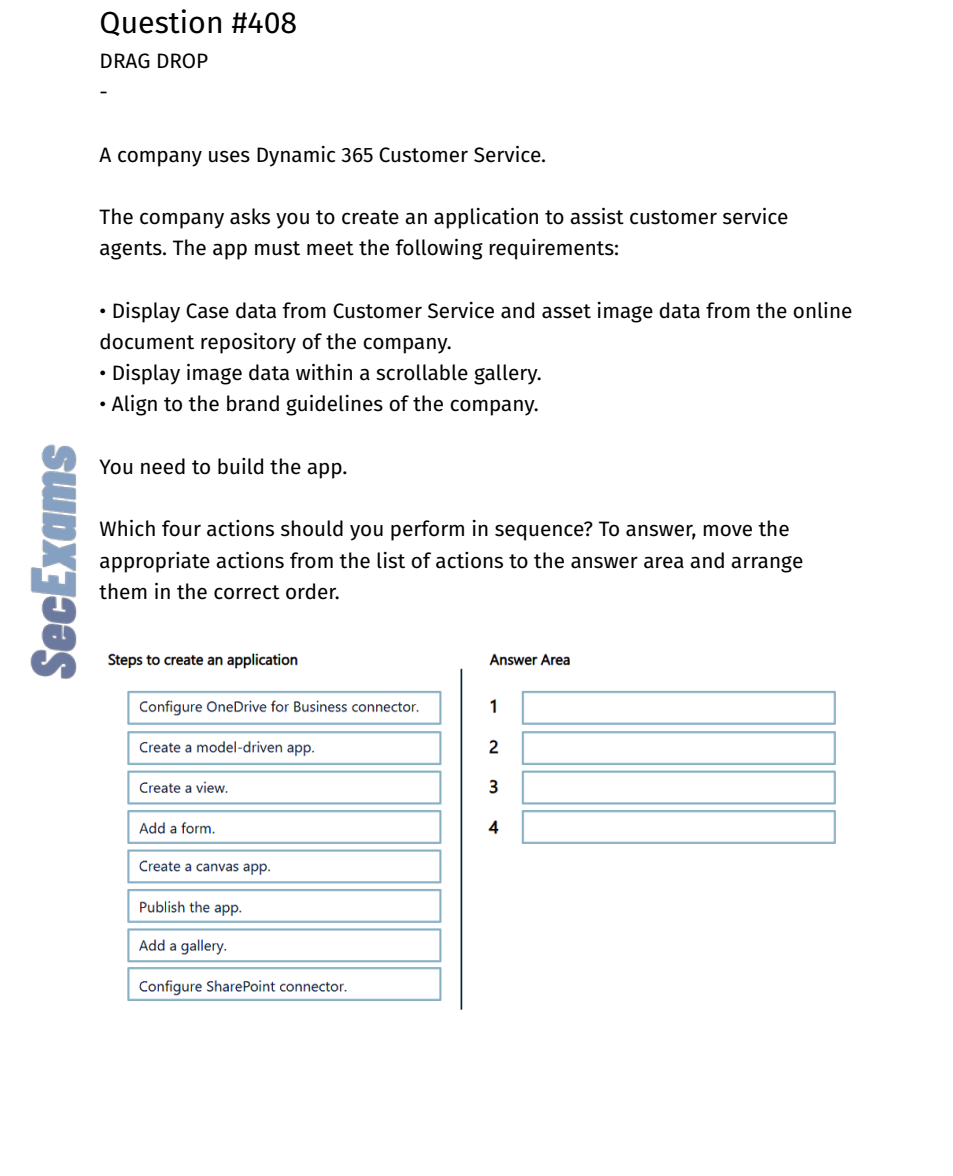 Question #408
DRAG DROP
-
A company uses Dynamic 365 Customer Service.
The company asks you to create an application to assist customer service
agents. The app must meet the following requirements:
• Display Case data from Customer Service and asset image data from the online
document repository of the company.
• Display image data within a scrollable gallery.
• Align to the brand guidelines of the company.
You need to build the app.
Which four actions should you perform in sequence? To answer, move the
appropriate actions from the list of actions to the answer area and arrange
them in the correct order.
SecExams
Steps to create an application
Configure OneDrive for Business connector.
Create a model-driven app.
Create a view.
Add a form.
Create a canvas app.
Publish the app.
Add a gallery.
Configure SharePoint connector.
Answer Area
1
2
3
4